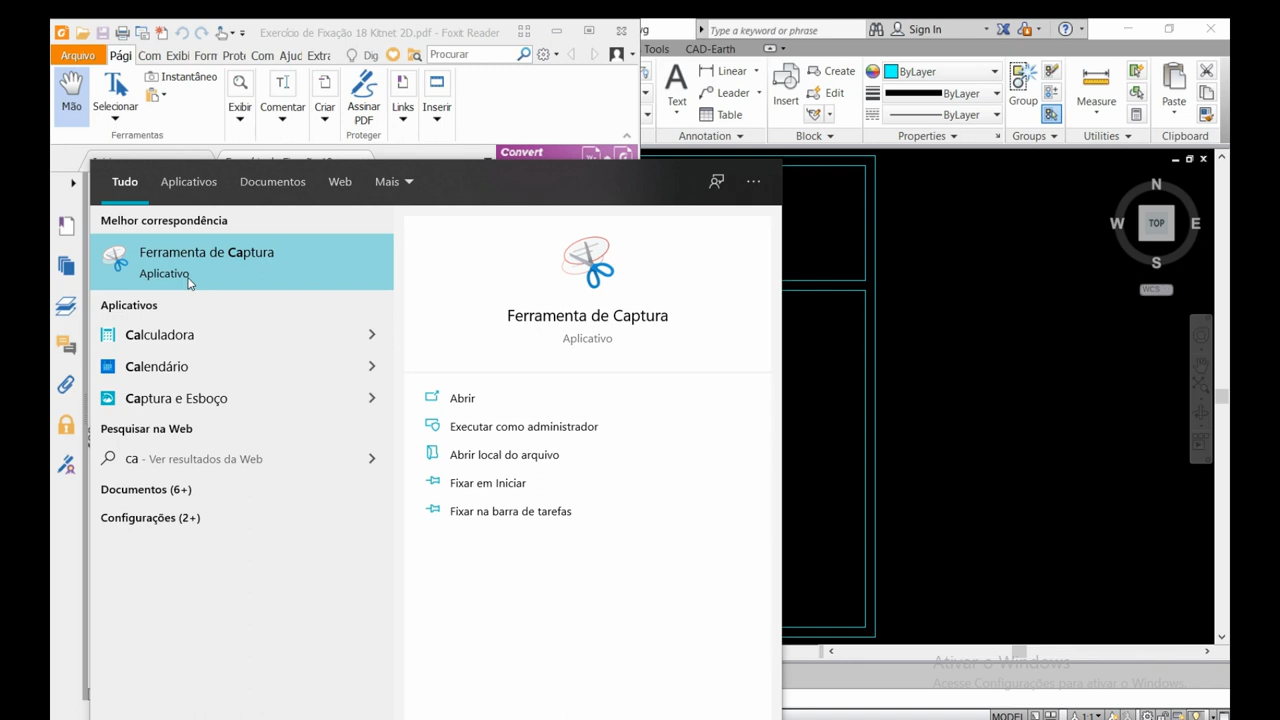 Exercício de Fixação 18 Kitnet 2D.pdf - Foxit Reader
Arquivo Pági Com Exibi Forn Prote Com Ajuc Extra Dig Procurar
Mão
Selecionar
Instantâneo
Exibir
Comentar
Criar
Assinar
PDF
Links
Inserir
Ferramentas
Proteger
Convert
vg
Type a keyword or phrase
Sign In
Tools CAD-Earth
Text
Linear
Leader
Table
Insert
Create
Edit
ByLayer
ByLayer
ByLayer
Group
Measure
Paste
Annotation
Block
Properties
Groups
Utilities
Clipboard
Tudo Aplicativos Documentos Web Mais
Melhor correspondência
Ferramenta de Captura
Aplicativo
Aplicativos
Calculadora
Calendário
Captura e Esboço
Pesquisar na Web
ca - Ver resultados da Web
Documentos (6+)
Configurações (2+)
Ferramenta de Captura
Aplicativo
Abrir
Executar como administrador
Abrir local do arquivo
Fixar em Iniciar
Fixar na barra de tarefas
N
W TOP E
S
WCS
Ativar o Windows
Acesse Configurações para ativar o Windows.
MODEL 1:1